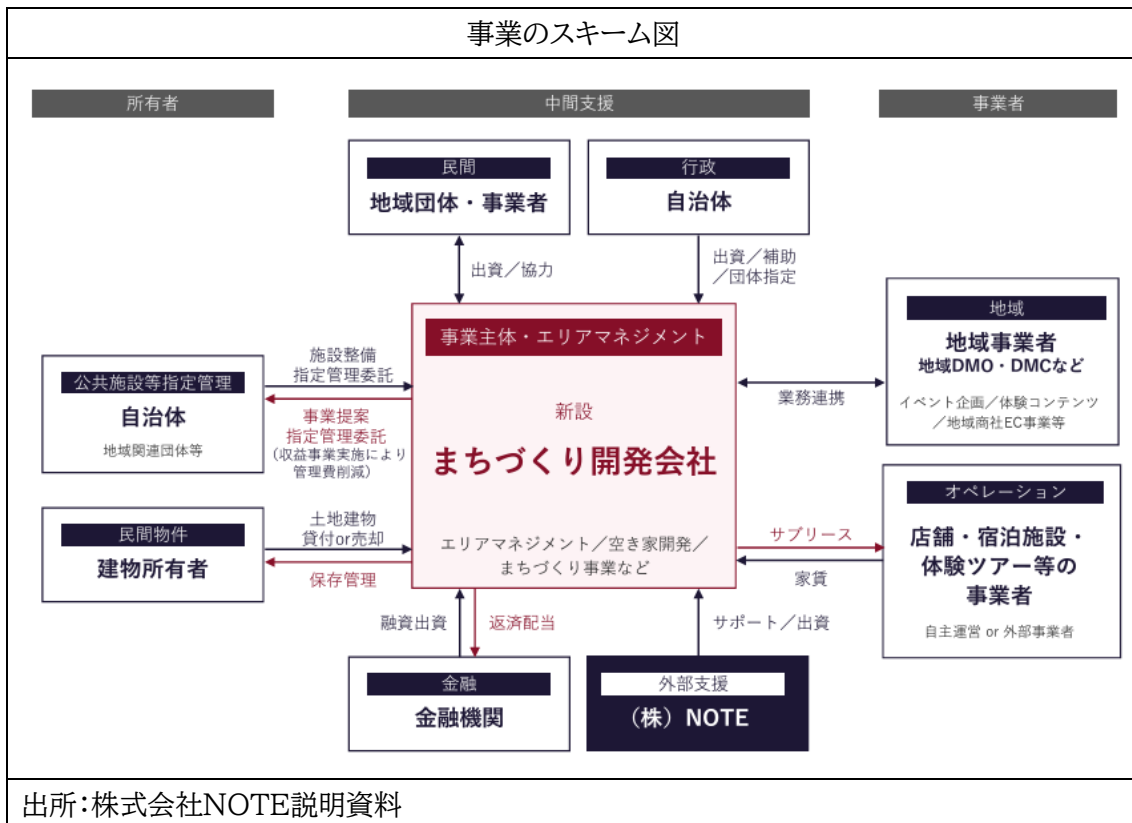 事業のスキーム図
所有者
中間支援
事業者
民間
地域団体・事業者
行政
自治体
出資／協力
出資／補助
／団体指定
公共施設等指定管理
自治体
地域関連団体等
施設整備
指定管理委託
事業提案
指定管理委託
(収益事業実施により
管理費削減)
民間物件
建物所有者
土地建物
貸付or売却
保存管理
事業主体・エリアマネジメント
新設
まちづくり開発会社
エリアマネジメント／空き家開発／
まちづくり事業など
業務連携
地域
地域事業者
地域DMO・DMCなど
イベント企画／体験コンテンツ
／地域商社EC事業等
サブリース
家賃
オペレーション
店舗・宿泊施設・
体験ツアー等の
事業者
自主運営 or 外部事業者
融資出資
返済配当
サポート／出資
金融
金融機関
外部支援
（株）NOTE
出所：株式会社NOTE説明資料